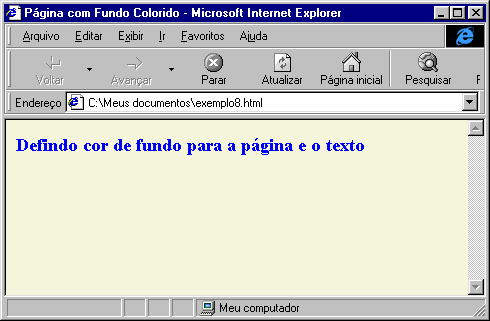 Página com Fundo Colorido - Microsoft Internet Explorer
Arquivo Editar Exibir Ir Favoritos Ajuda
Voltar Avançar Parar Atualizar Página inicial Pesquisar F
Endereço C:\Meus documentos\exemplo8.html
Defindo cor de fundo para a página e o texto
Meu computador